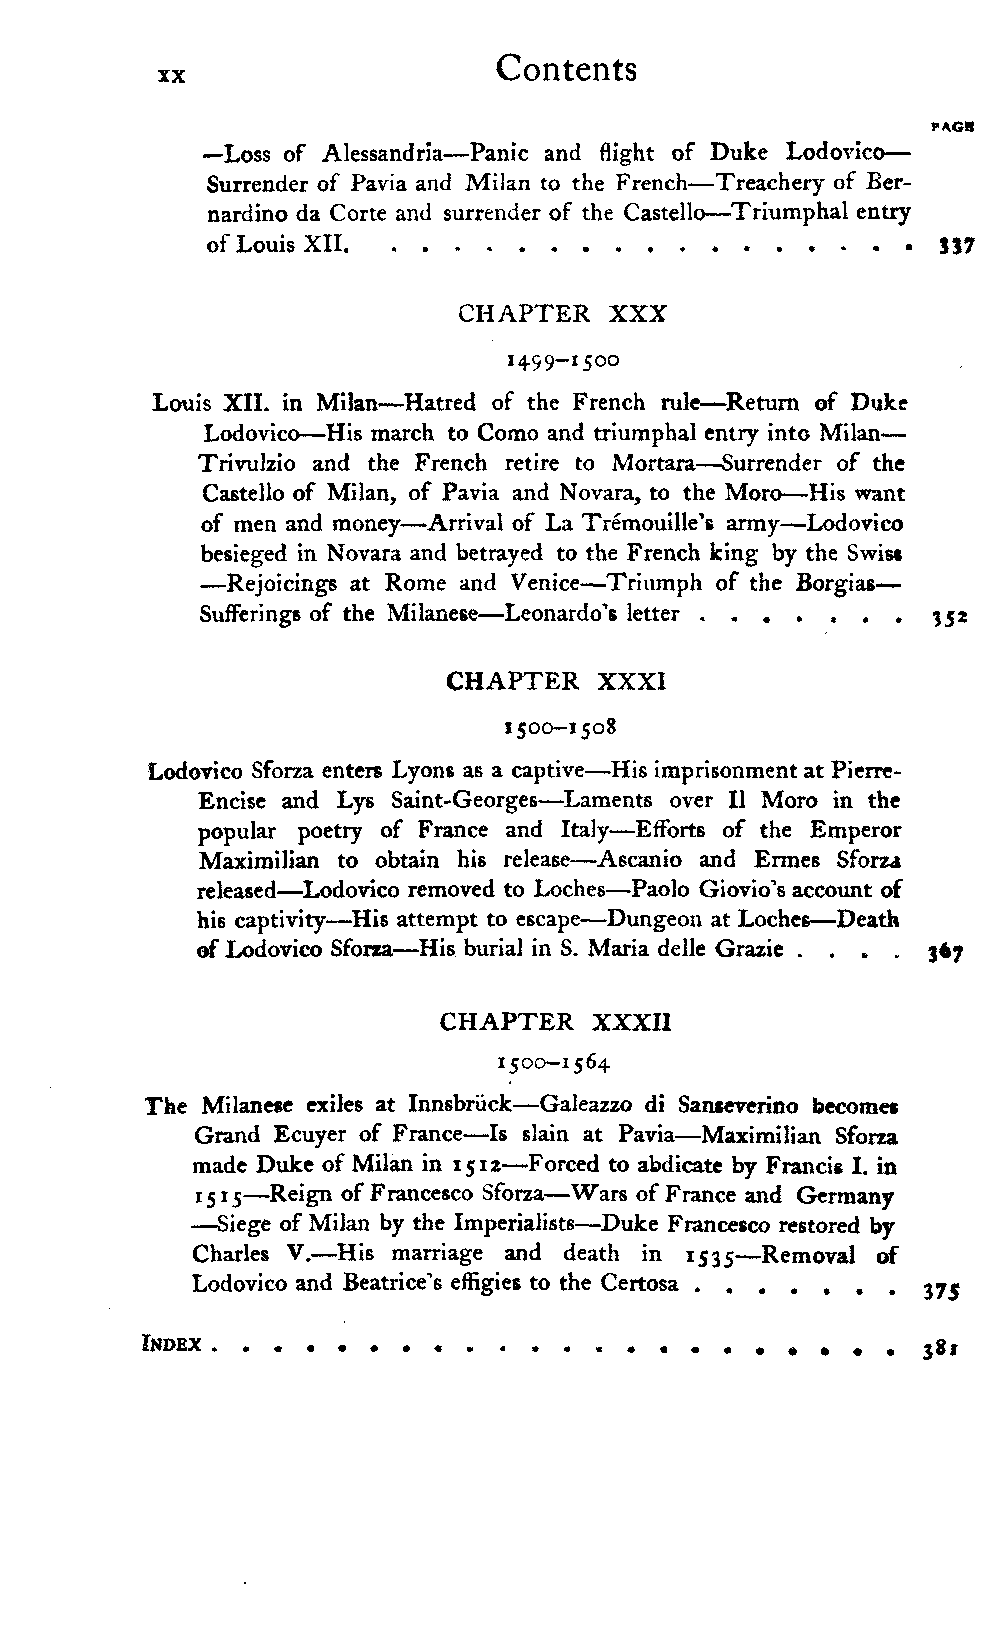 xx Contents
PAGE
—Loss of Alessandria—Panic and flight of Duke Lodovico—
Surrender of Pavia and Milan to the French—Treachery of Ber-
nardino da Corte and surrender of the Castello—Triumphal entry
of Louis XII. . . . . . . . . . . . . . . . . . 337
CHAPTER XXX
1499–1500
Louis XII. in Milan—Hatred of the French rule—Return of Duke
Lodovico—His march to Como and triumphal entry into Milan—
Trivulzio and the French retire to Mortara—Surrender of the
Castello of Milan, of Pavia and Novara, to the Moro—His want
of men and money—Arrival of La Trémouille's army—Lodovico
besieged in Novara and betrayed to the French king by the Swiss
—Rejoicings at Rome and Venice—Triumph of the Borgias—
Sufferings of the Milanese—Leonardo's letter . . . . . . . 352
CHAPTER XXXI
1500–1508
Lodovico Sforza enters Lyons as a captive—His imprisonment at Pierre-
Encise and Lys Saint-Georges—Laments over Il Moro in the
popular poetry of France and Italy—Efforts of the Emperor
Maximilian to obtain his release—Ascanio and Ermes Sforza
released—Lodovico removed to Loches—Paolo Giovio's account of
his captivity—His attempt to escape—Dungeon at Loches—Death
of Lodovico Sforza—His burial in S. Maria delle Grazie . . . . 367
CHAPTER XXXII
1500–1564
The Milanese exiles at Innsbrück—Galeazzo di Sanseverino becomes
Grand Ecuyer of France—Is slain at Pavia—Maximilian Sforza
made Duke of Milan in 1512—Forced to abdicate by Francis I. in
1515—Reign of Francesco Sforza—Wars of France and Germany
—Siege of Milan by the Imperialists—Duke Francesco restored by
Charles V.—His marriage and death in 1535—Removal of
Lodovico and Beatrice's effigies to the Certosa . . . . . . . 375
INDEX . . . . . . . . . . . . . . . . . . . . . . 381